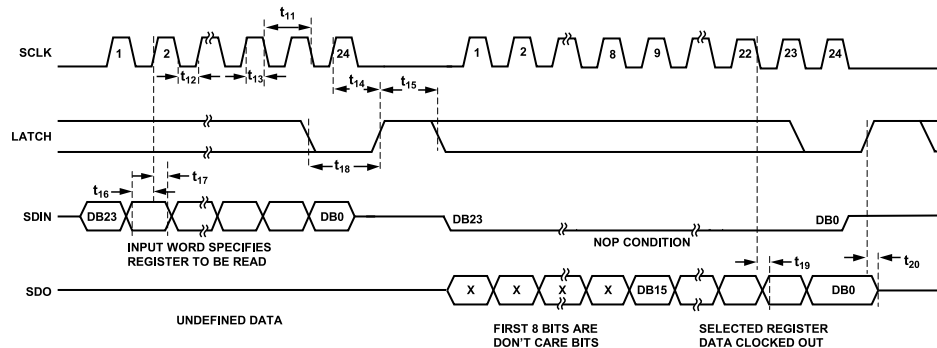 t11
SCLK 1 2 24 1 2 8 9 22 23 24
t12 t13
t14 t15
LATCH
t18
t16 t17
SDIN DB23 DB0 DB23 DB0
NOP CONDITION
INPUT WORD SPECIFIES
REGISTER TO BE READ
t19 t20
SDO X X X X DB15 DB0
UNDEFINED DATA
FIRST 8 BITS ARE
DON'T CARE BITS
SELECTED REGISTER
DATA CLOCKED OUT